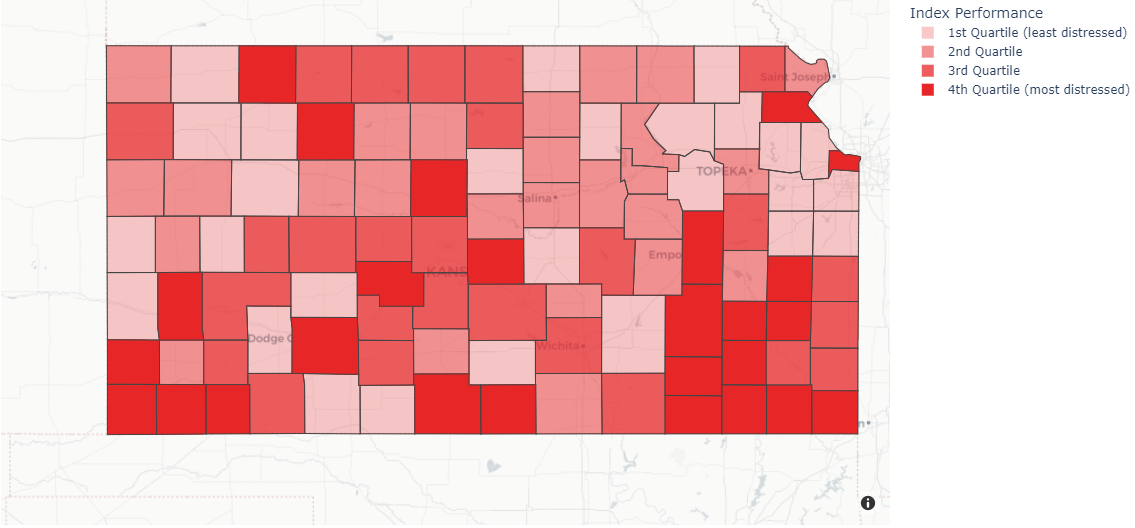 Index Performance
1st Quartile (least distressed)
2nd Quartile
3rd Quartile
4th Quartile (most distressed)
Saint Joseph
TOPEKA
Salina
Empo
KANS
Dodge C
Wichita
n
i